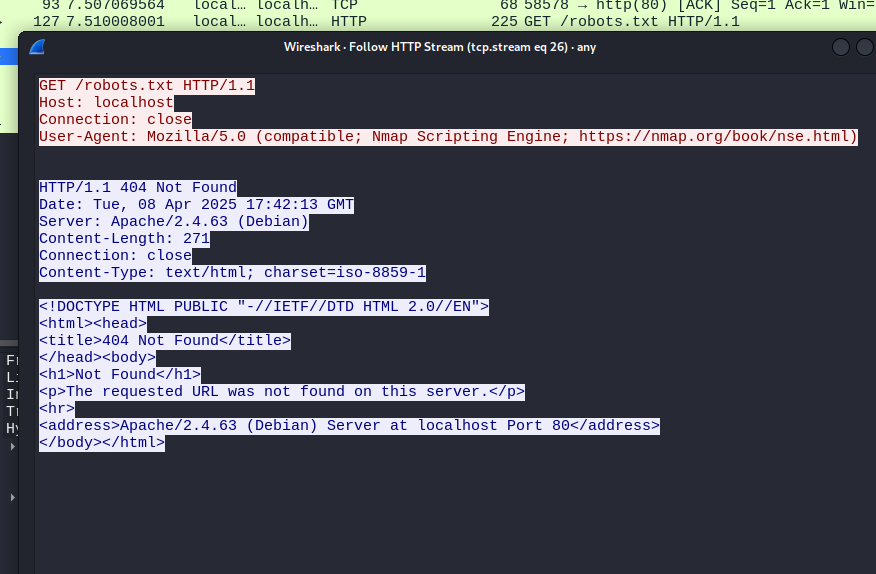 93 7.507069564 local… localh… TCP 68 58578 → http(80) [ACK] Seq=1 Ack=1 Win=
127 7.510008001 local… localh… HTTP 225 GET /robots.txt HTTP/1.1
Wireshark · Follow HTTP Stream (tcp.stream eq 26) · any
GET /robots.txt HTTP/1.1
Host: localhost
Connection: close
User-Agent: Mozilla/5.0 (compatible; Nmap Scripting Engine; https://nmap.org/book/nse.html)
HTTP/1.1 404 Not Found
Date: Tue, 08 Apr 2025 17:42:13 GMT
Server: Apache/2.4.63 (Debian)
Content-Length: 271
Connection: close
Content-Type: text/html; charset=iso-8859-1
<!DOCTYPE HTML PUBLIC "-//IETF//DTD HTML 2.0//EN">
<html><head>
<title>404 Not Found</title>
</head><body>
<h1>Not Found</h1>
<p>The requested URL was not found on this server.</p>
<hr>
<address>Apache/2.4.63 (Debian) Server at localhost Port 80</address>
</body></html>